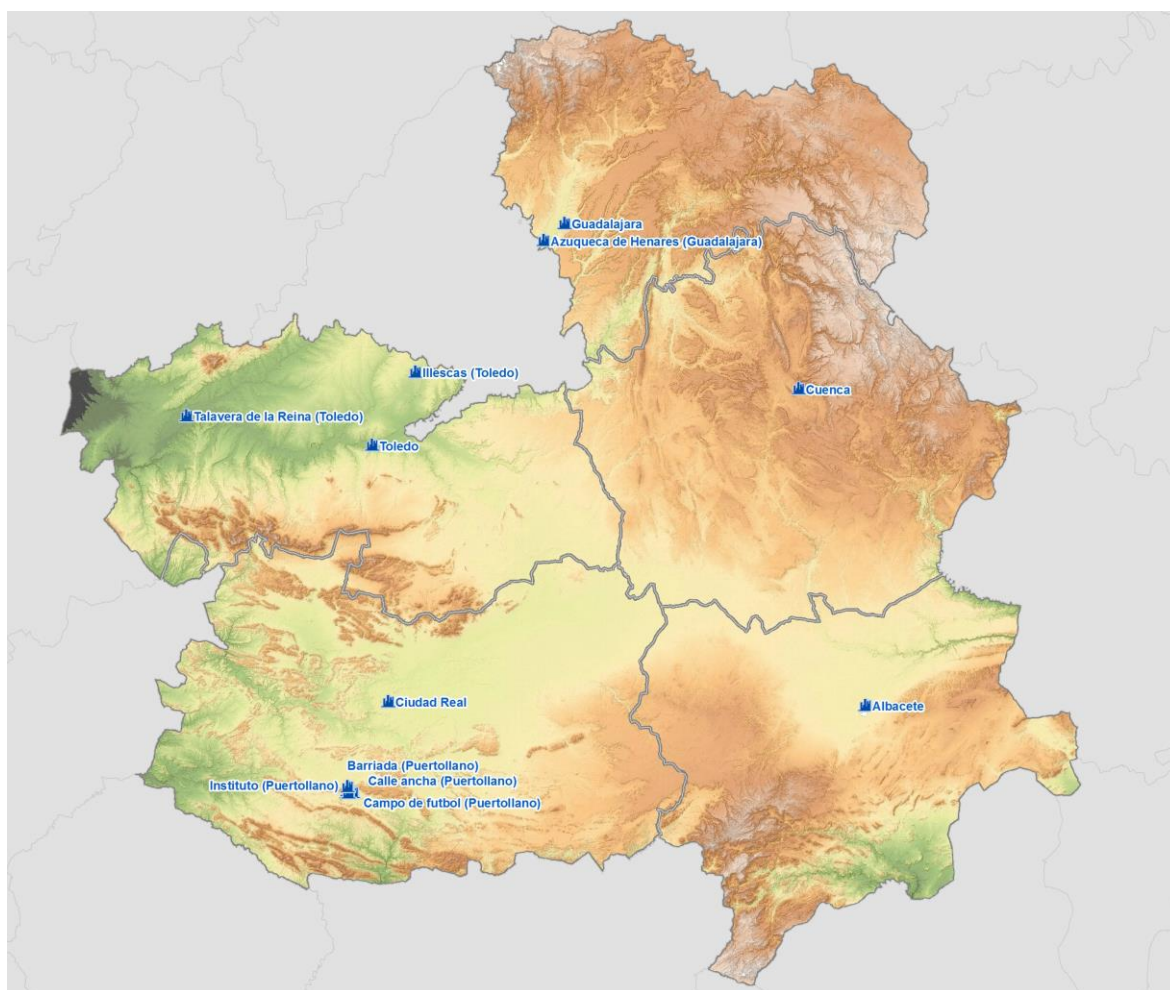 Guadalajara
Azuqueca de Henares (Guadalajara)
Illescas (Toledo)
Cuenca
Talavera de la Reina (Toledo)
Toledo
Ciudad Real
Albacete
Barriada (Puertollano)
Calle ancha (Puertollano)
Instituto (Puertollano)
Campo de futbol (Puertollano)